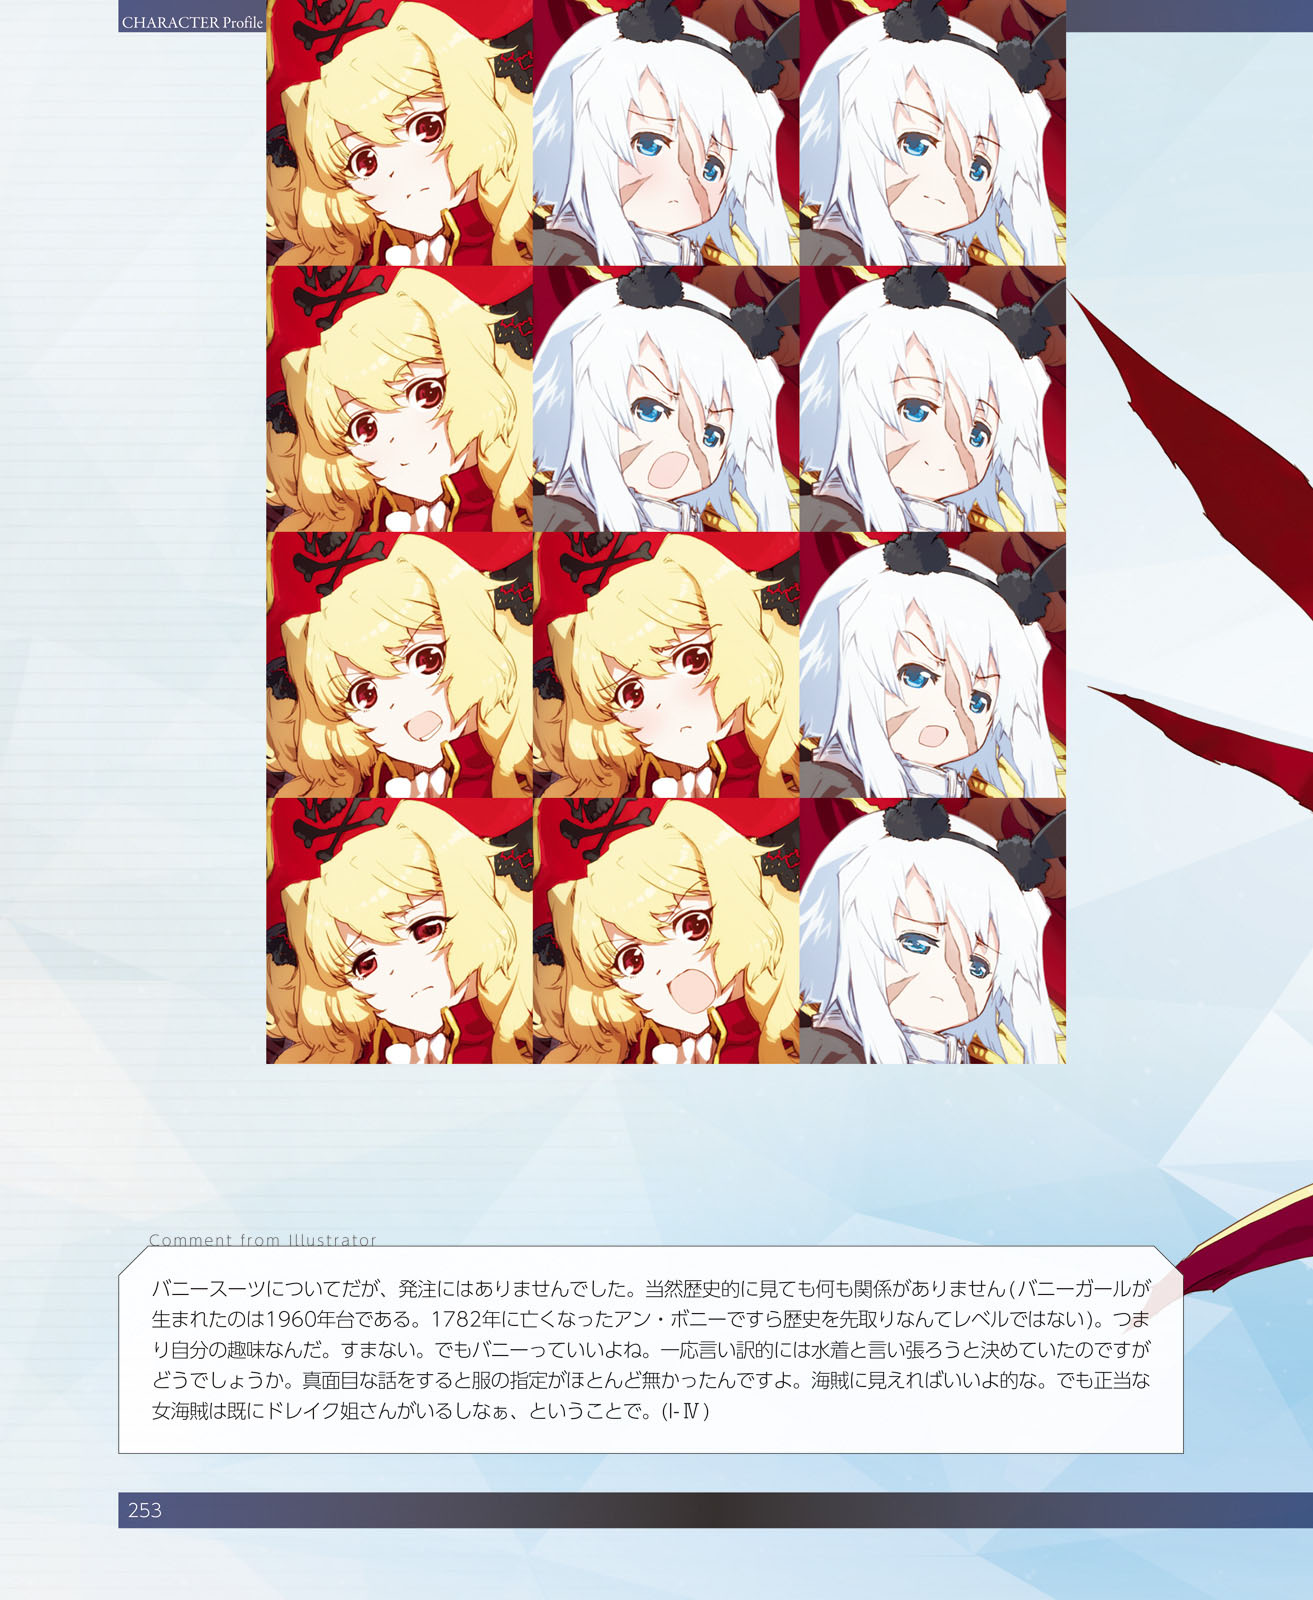 CHARACTER Profile
Comment from Illustrator
バニースーツについてだが、発注にはありませんでした。当然歴史的に見ても何も関係がありません(バニーガールが
生まれたのは1960年台である。1782年に亡くなったアン・ボニーですら歴史を先取りなんてレベルではない)。つま
り自分の趣味なんだ。すまない。でもバニーっていいよね。一応言い訳的には水着と言い張ろうと決めていたのですが
どうでしょうか。真面目な話をすると服の指定がほとんど無かったんですよ。海賊に見えればいいよ的な。でも正当な
女海賊は既にドレイク姐さんがいるしなぁ、ということで。(I-Ⅳ)
253